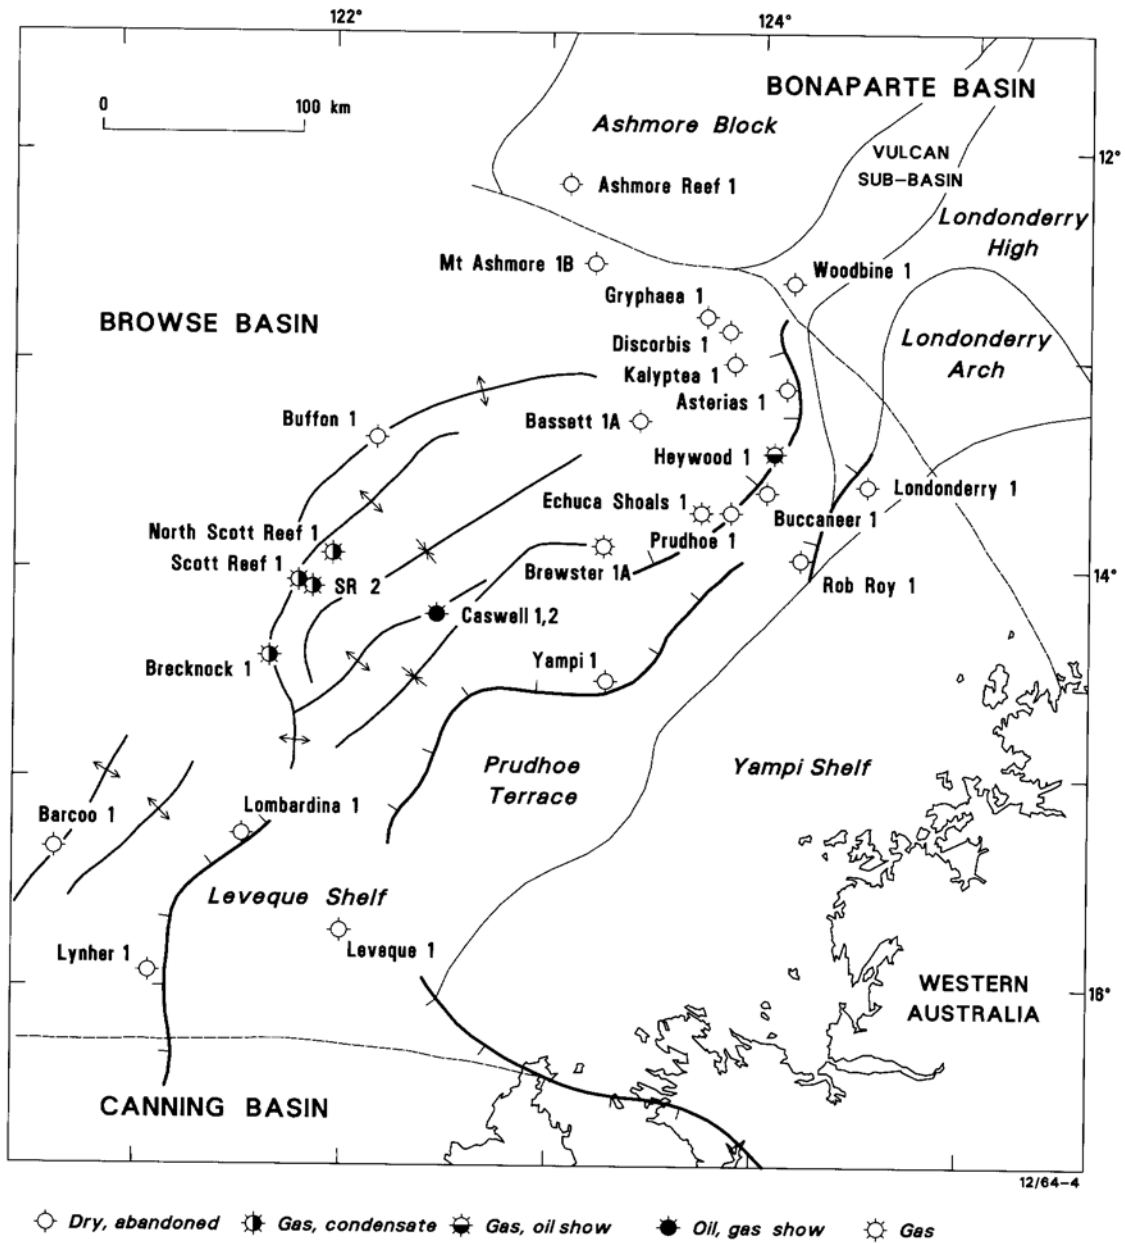 122°
124°
BONAPARTE BASIN
0
100 km
Ashmore Block
VULCAN
SUB-BASIN
12°
Ashmore Reef 1
Londonderry
High
Mt Ashmore 1B
Woodbine 1
Gryphaea 1
BROWSE BASIN
Discorbis 1
Londonderry
Arch
Kalyptea 1
Asterias 1
Buffon 1
Bassett 1A
Heywood 1
Londonderry 1
Echuca Shoals 1
Buccaneer 1
North Scott Reef 1
Prudhoe 1
Scott Reef 1
Brewster 1A
14°
SR 2
Rob Roy 1
Caswell 1,2
Brecknock 1
Yampi 1
Prudhoe
Terrace
Yampi Shelf
Barcoo 1
Lombardina 1
Leveque Shelf
Lynher 1
Leveque 1
WESTERN
AUSTRALIA
16°
CANNING BASIN
12/64-4
Dry, abandoned
Gas, condensate
Gas, oil show
Oil, gas show
Gas